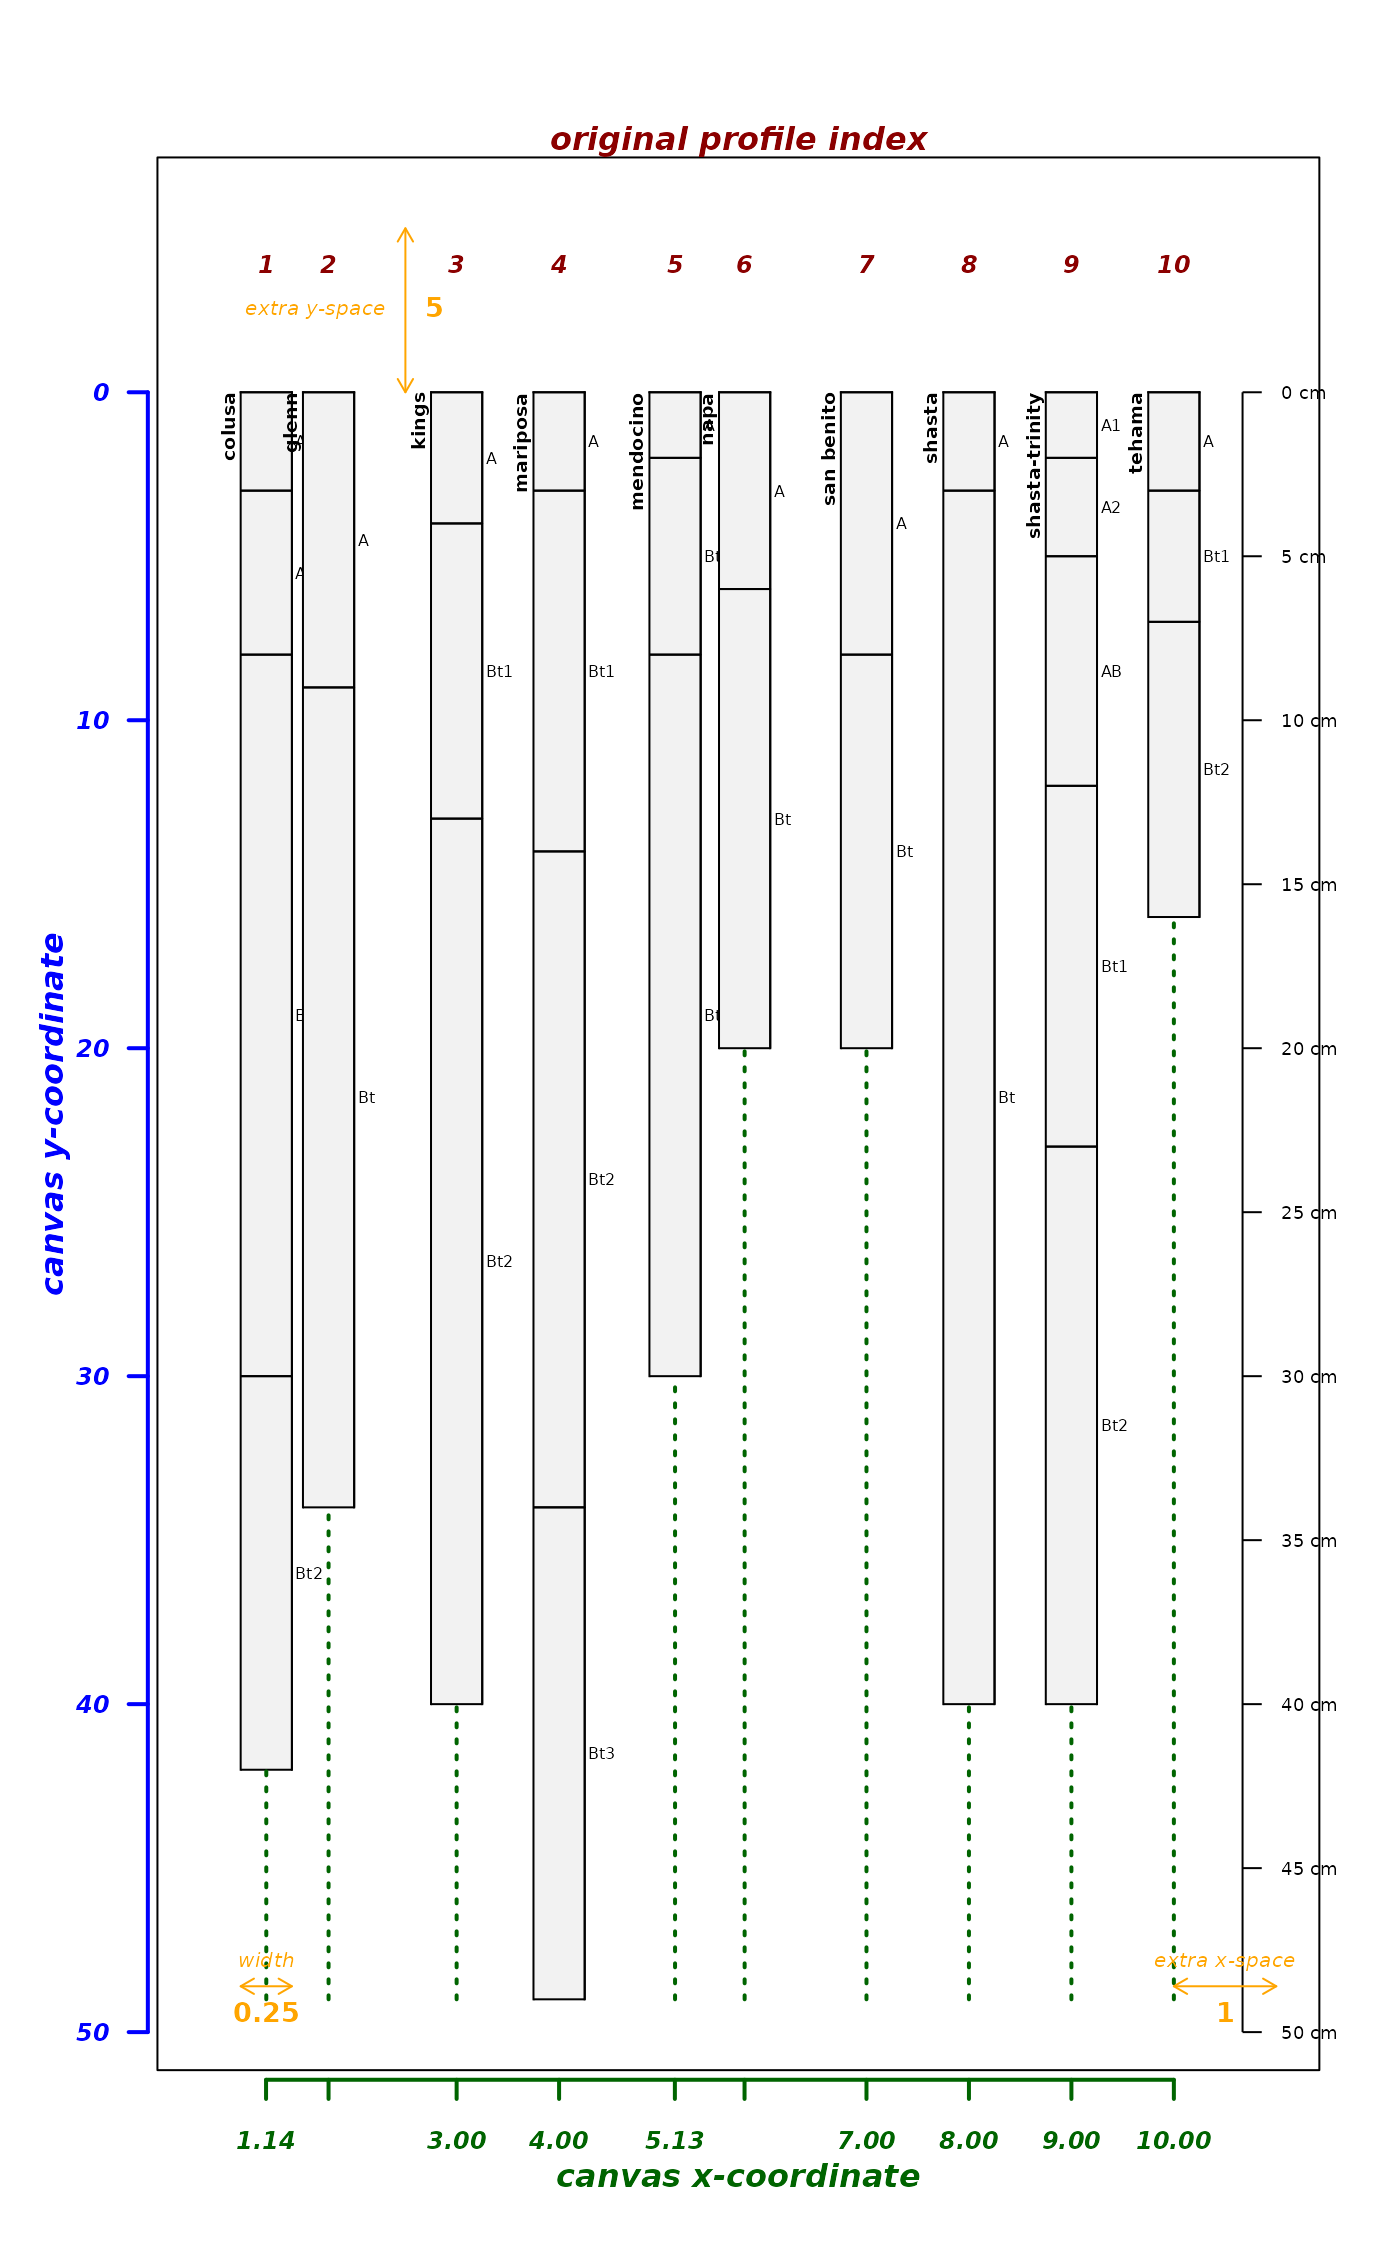 original profile index
1 2 3 4 5 6 7 8 9 10
extra y-space 5
0
10
20
30
40
50
canvas y-coordinate
colusa
Bt2
glenn
A
Bt
kings
A
Bt1
Bt2
mariposa
A
Bt1
Bt2
Bt3
mendocino
napa
A
Bt
san benito
A
Bt
shasta
A
Bt
shasta-trinity
A1
A2
AB
Bt1
Bt2
tehama
A
Bt1
Bt2
0 cm
5 cm
10 cm
15 cm
20 cm
25 cm
30 cm
35 cm
40 cm
45 cm
50 cm
width
0.25
extra x-space
1
1.14 3.00 4.00 5.13 7.00 8.00 9.00 10.00
canvas x-coordinate